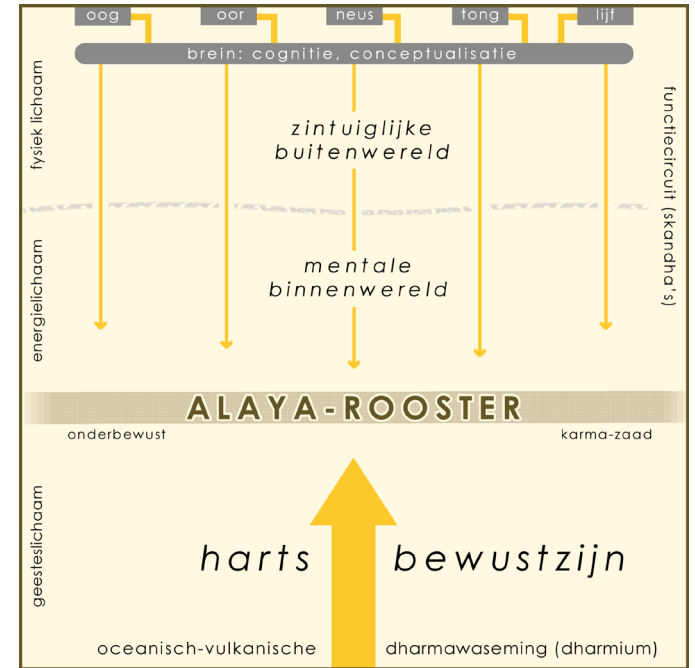 oog oor neus tong lijf
brein: cognitie, conceptualisatie
fysiek lichaam
zintuiglijke
buitenwereld
functiecircuit (skandha's)
energielichaam
mentale
binnenwereld
ALAYA-ROOSTER
onderbewust karma-zaad
geesteslichaam
harts bewustzijn
oceanisch-vulkanische dharmawaseming (dharmium)